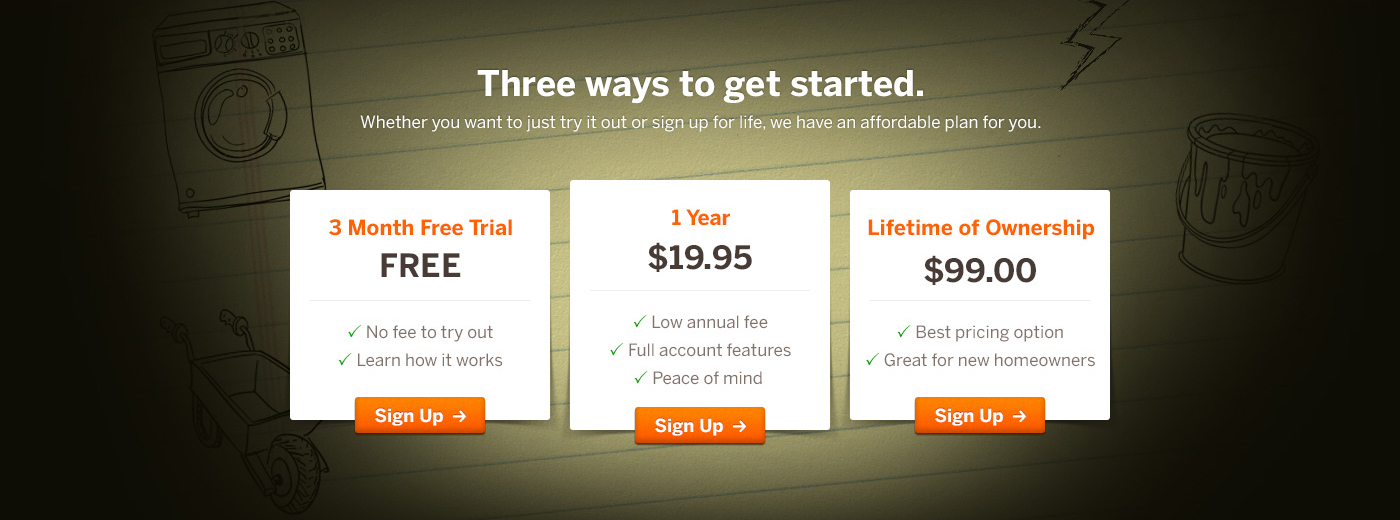 Three ways to get started.
Whether you want to just try it out or sign up for life, we have an affordable plan for you.
3 Month Free Trial
FREE
✓ No fee to try out
✓ Learn how it works
Sign Up →
1 Year
$19.95
✓ Low annual fee
✓ Full account features
✓ Peace of mind
Sign Up →
Lifetime of Ownership
$99.00
✓ Best pricing option
✓ Great for new homeowners
Sign Up →